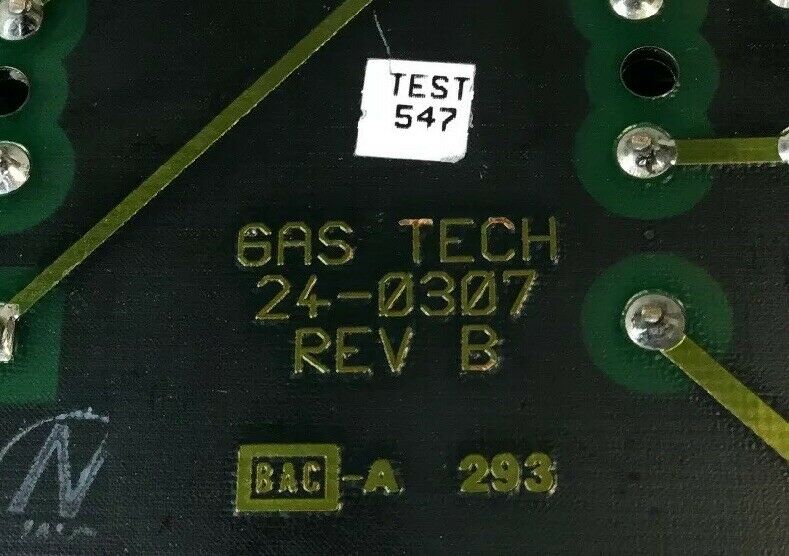 TEST
547
GAS TECH
24-0307
REV B
BAC-A 293
N